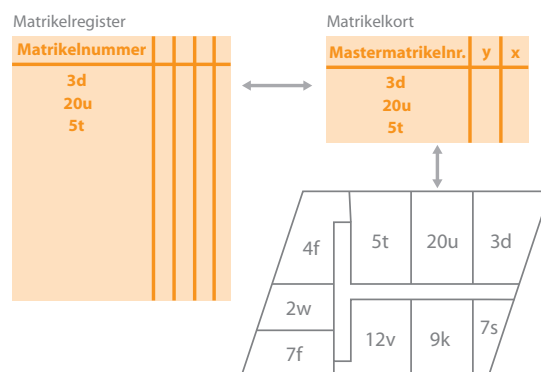 Matrikelregister
Matrikelnummer
3d
20u
5t
Matrikelkort
Mastermatrikelnr. y x
3d
20u
5t
4f 5t 20u 3d
2w
7f 12v 9k 7s